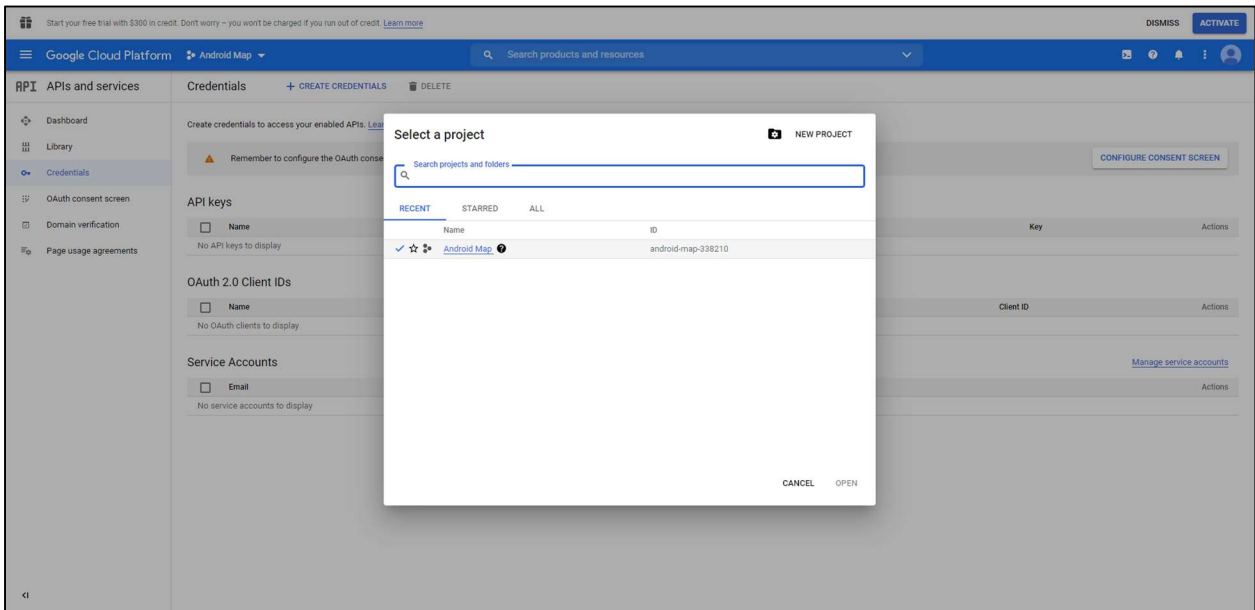 Start your free trial with $300 in credit. Don't worry – you won't be charged if you run out of credit. Learn more
DISMISS
ACTIVATE
Google Cloud Platform
Android Map
Search products and resources
API APIs and services
Credentials
+ CREATE CREDENTIALS
DELETE
Dashboard
Library
Credentials
OAuth consent screen
Domain verification
Page usage agreements
Create credentials to access your enabled APIs.
Remember to configure the OAuth
CONFIGURE CONSENT SCREEN
API keys
Name
Key
Actions
No API keys to display
OAuth 2.0 Client IDs
Name
Client ID
Actions
No OAuth clients to display
Service Accounts
Manage service accounts
Email
Actions
No service accounts to display
Select a project
NEW PROJECT
Search projects and folders
RECENT
STARRED
ALL
Name
ID
Android Map
android-map-338210
CANCEL
OPEN